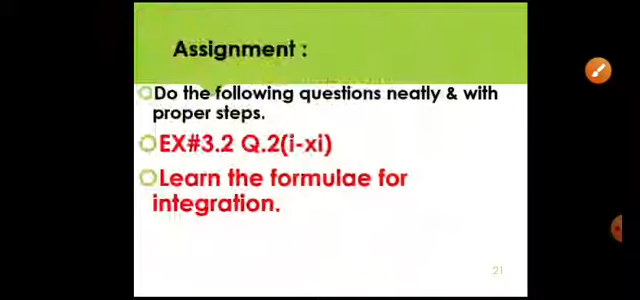 Assignment :
Do the following questions neatly & with
proper steps.
EX#3.2 Q.2(i-xi)
Learn the formulae for
integration.
21